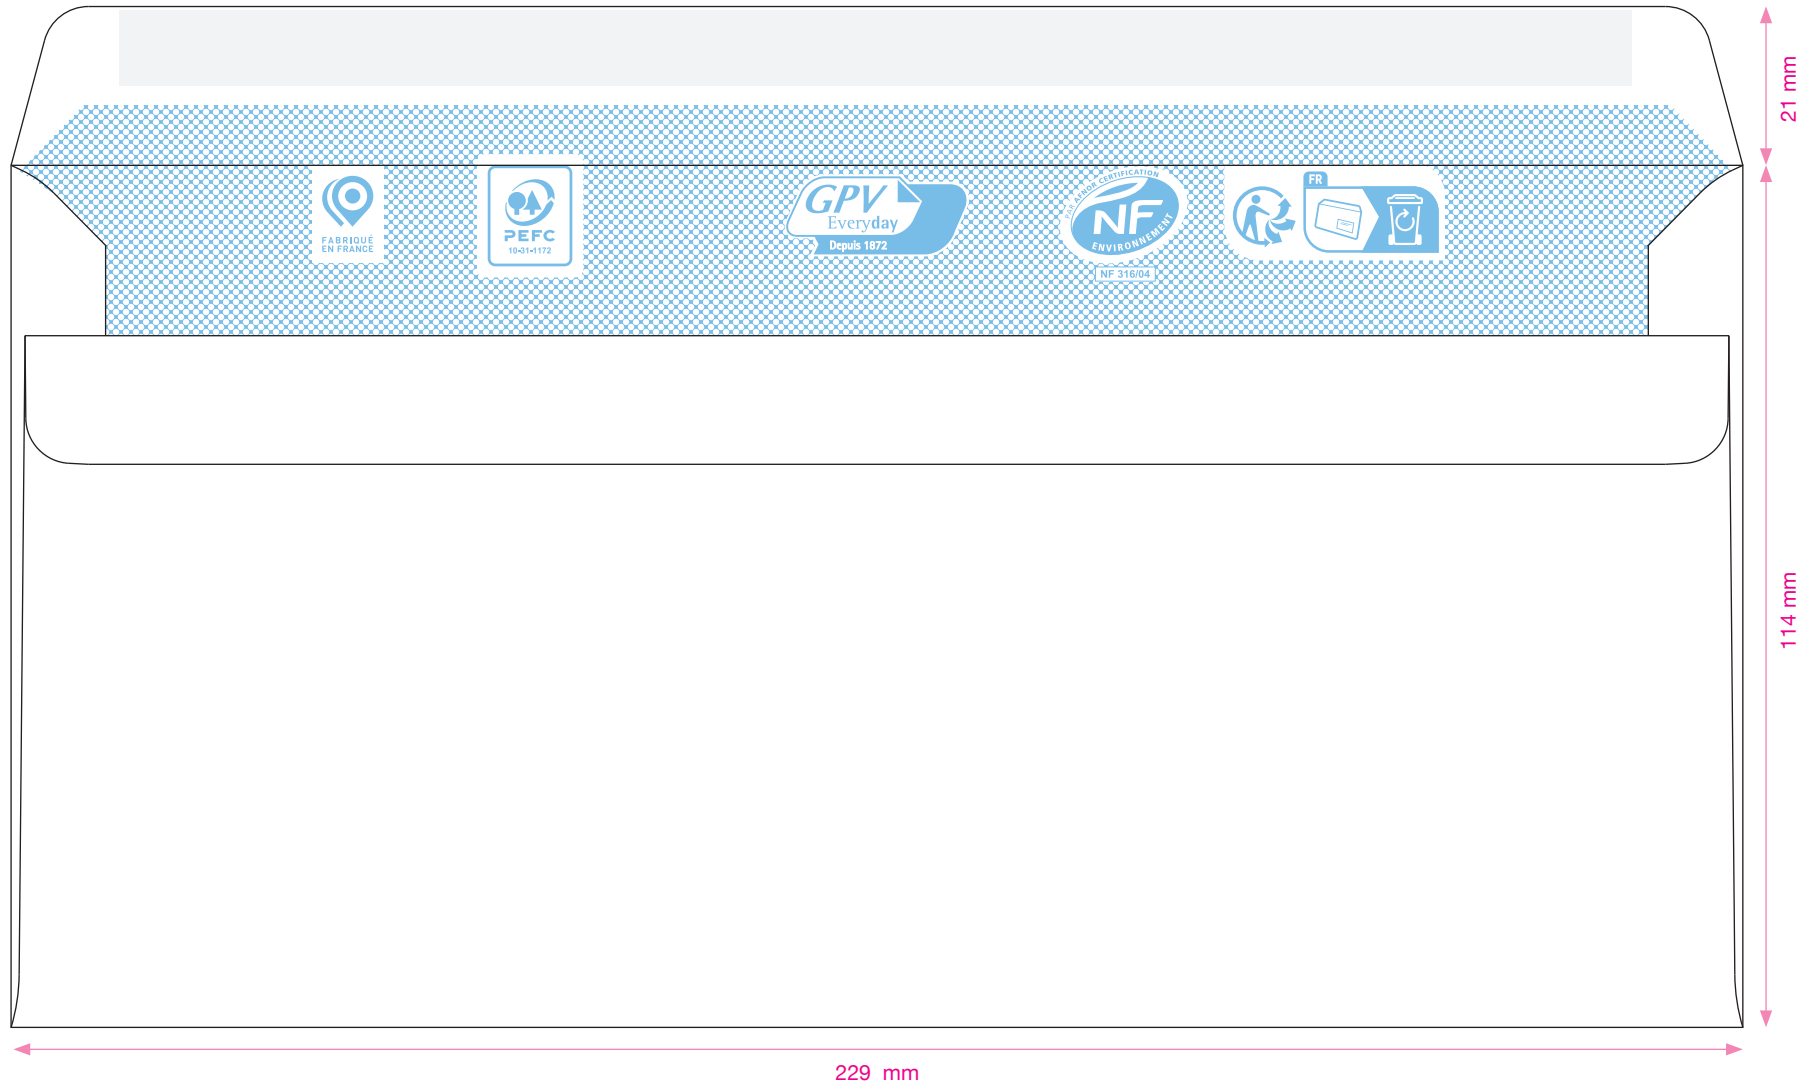 21 mm
FABRIQUÉ
EN FRANCE
PEFC
10-31-1172
GPV
Everyday
Depuis 1872
PAR AFNOR CERTIFICATION
NF
ENVIRONNEMENT
NF 316/04
FR
114 mm
229 mm